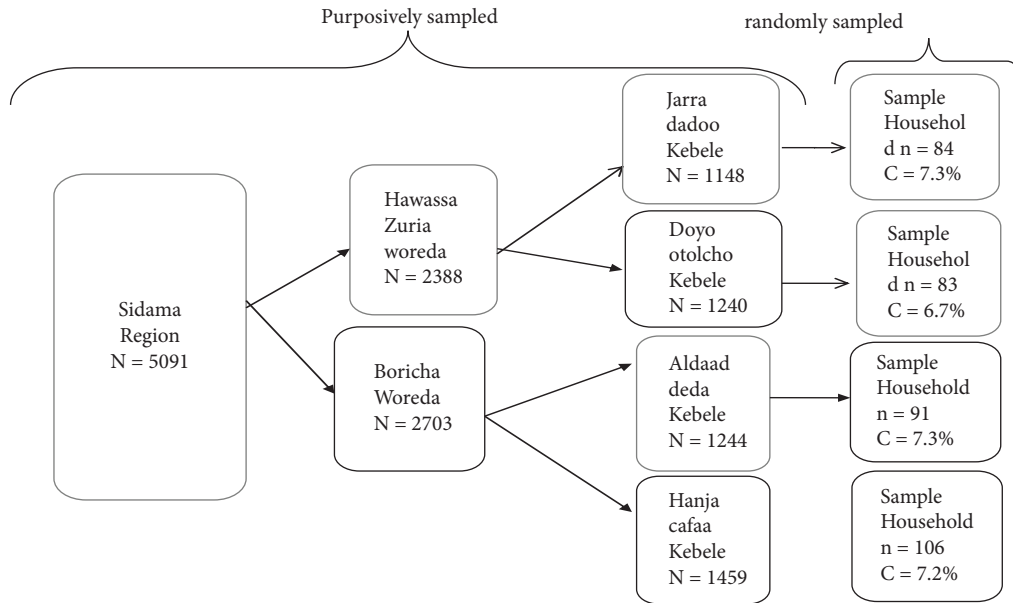 Purposively sampled
randomly sampled
Sidama
Region
N = 5091
Hawassa
Zuria
woreda
N = 2388
Boricha
Woreda
N = 2703
Jarra
dadoo
Kebele
N = 1148
Doyo
otolcho
Kebele
N = 1240
Aldaad
deda
Kebele
N = 1244
Hanja
cafaa
Kebele
N = 1459
Sample
Househol
d n = 84
C = 7.3%
Sample
Househol
d n = 83
C = 6.7%
Sample
Household
n = 91
C = 7.3%
Sample
Household
n = 106
C = 7.2%